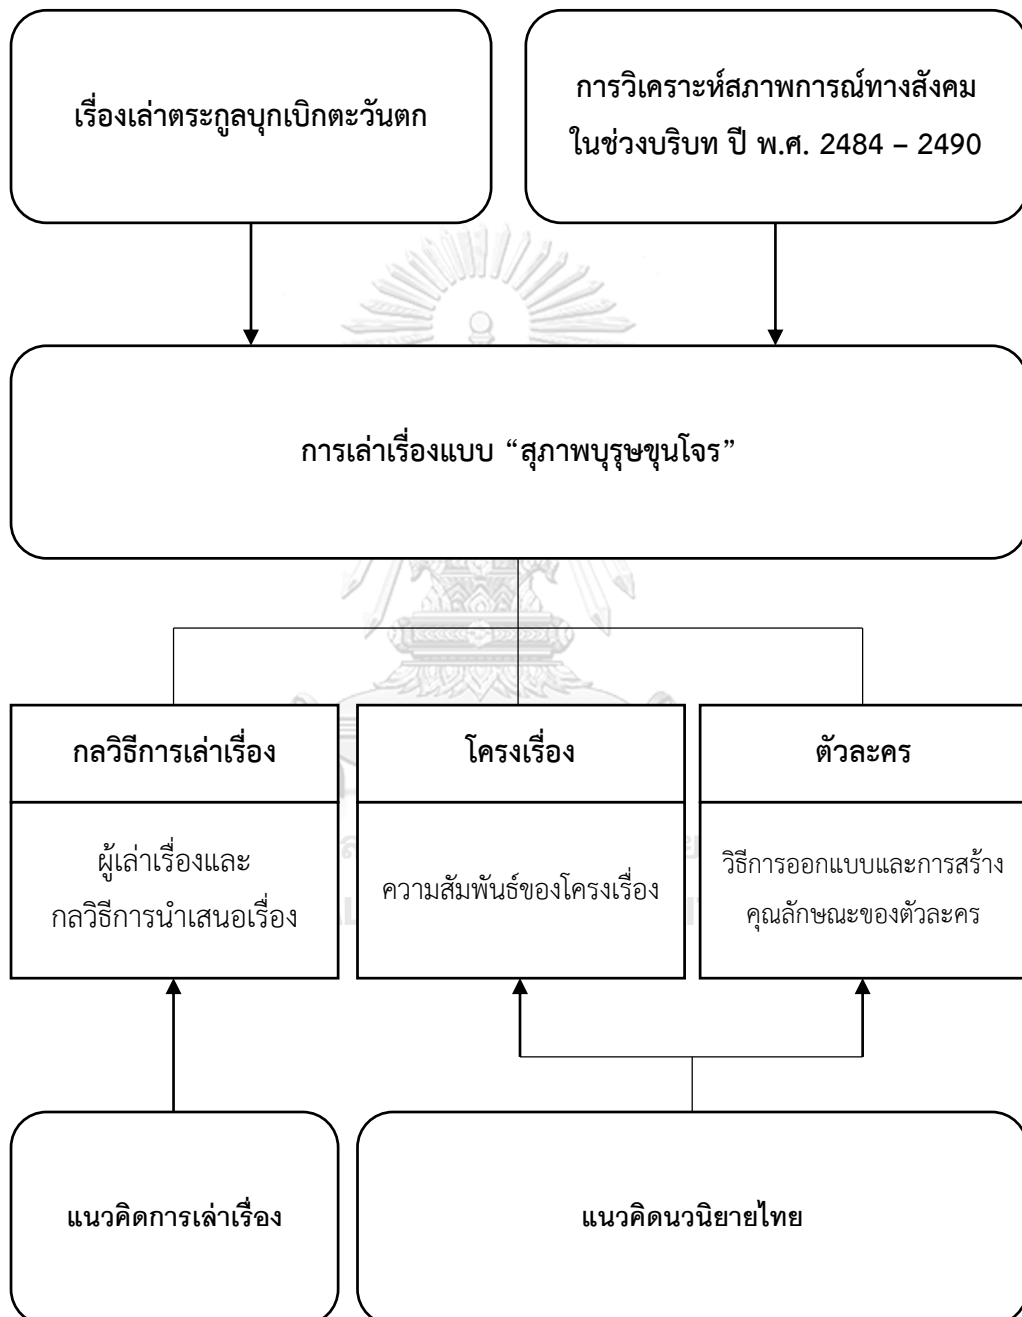 เรื่องเล่าตระกูลบุกเบิกตะวันตก
การวิเคราะห์สภาพการณ์ทางสังคม
ในช่วงบริบท ปี พ.ศ. 2484 – 2490
การเล่าเรื่องแบบ “สุภาพบุรุษขุนโจร”
กลวิธีการเล่าเรื่อง
ผู้เล่าเรื่องและ
กลวิธีการนำเสนอเรื่อง
โครงเรื่อง
ความสัมพันธ์ของโครงเรื่อง
ตัวละคร
วิธีการออกแบบและการสร้าง
คุณลักษณะของตัวละคร
แนวคิดการเล่าเรื่อง
แนวคิดนวนิยายไทย